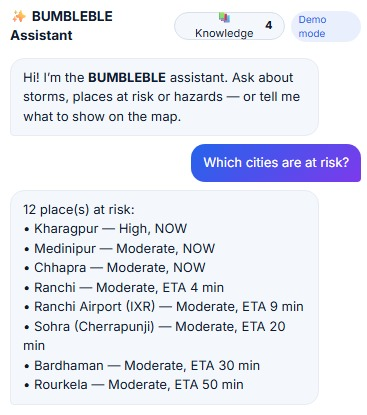 ✨ BUMBLEBLE
Assistant
📚
Knowledge 4
Demo
mode
Hi! I'm the BUMBLEBLE assistant. Ask about
storms, places at risk or hazards — or tell me
what to show on the map.
Which cities are at risk?
12 place(s) at risk:
• Kharagpur — High, NOW
• Medinipur — Moderate, NOW
• Chhapra — Moderate, NOW
• Ranchi — Moderate, ETA 4 min
• Ranchi Airport (IXR) — Moderate, ETA 9 min
• Sohra (Cherrapunji) — Moderate, ETA 20
min
• Bardhaman — Moderate, ETA 30 min
• Rourkela — Moderate, ETA 50 min